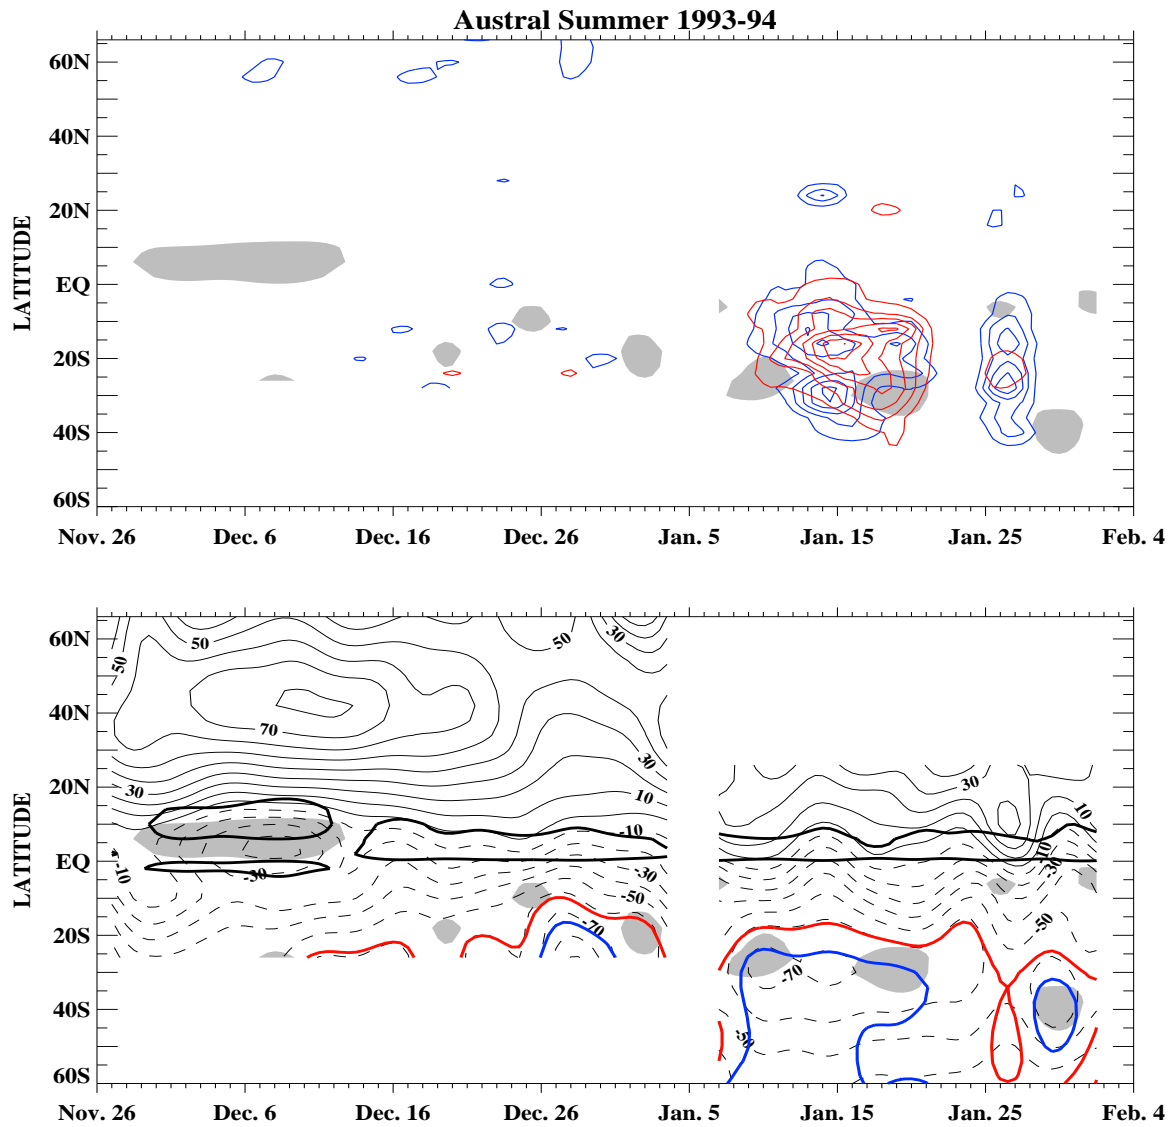 Austral Summer 1993-94
60N
40N
20N
EQ
20S
40S
60S
LATITUDE
Nov. 26 Dec. 6 Dec. 16 Dec. 26 Jan. 5 Jan. 15 Jan. 25 Feb. 4
60N
40N
20N
EQ
20S
40S
60S
LATITUDE
50
50
50
30
70
30
30
10
-10
-30
-50
-70
-10
-30
30
10
-10
-30
-50
-70
-50
Nov. 26 Dec. 6 Dec. 16 Dec. 26 Jan. 5 Jan. 15 Jan. 25 Feb. 4